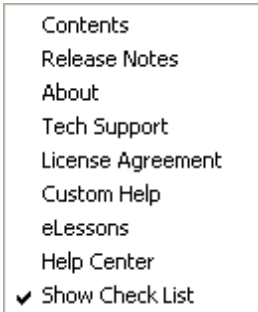 Contents
Release Notes
About
Tech Support
License Agreement
Custom Help
eLessons
Help Center
Show Check List